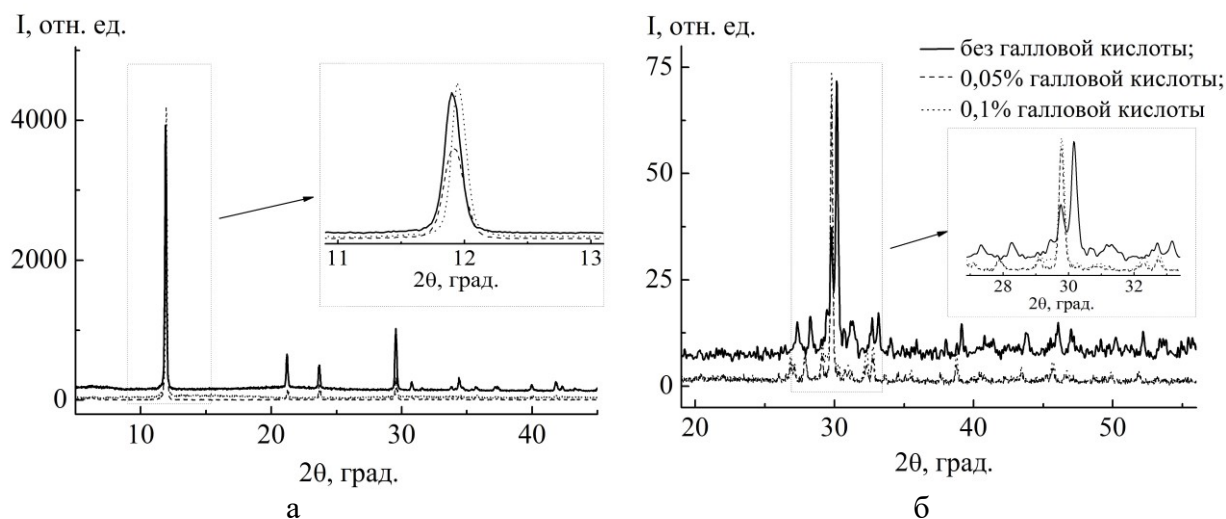 I, отн. ед.
4000
2000
0
10
20
30
40
2θ, град.
11
12
13
2θ, град.
а
I, отн. ед.
75
50
25
0
20
30
40
50
2θ, град.
без галловой кислоты;
0,05% галловой кислоты;
0,1% галловой кислоты
28
30
32
2θ, град.
б